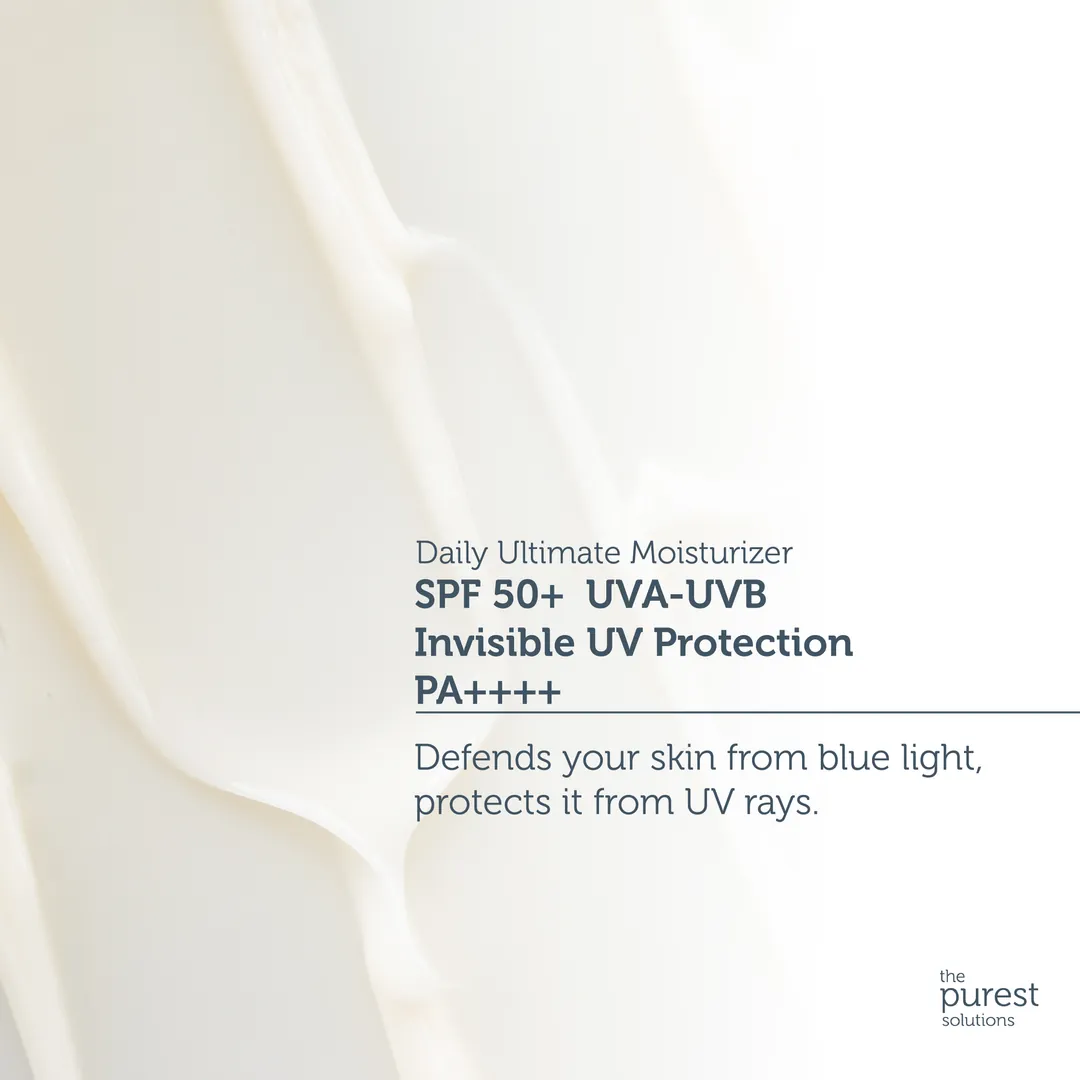 Daily Ultimate Moisturizer
SPF 50+ UVA-UVB
Invisible UV Protection
PA++++
Defends your skin from blue light,
protects it from UV rays.
the
purest
solutions